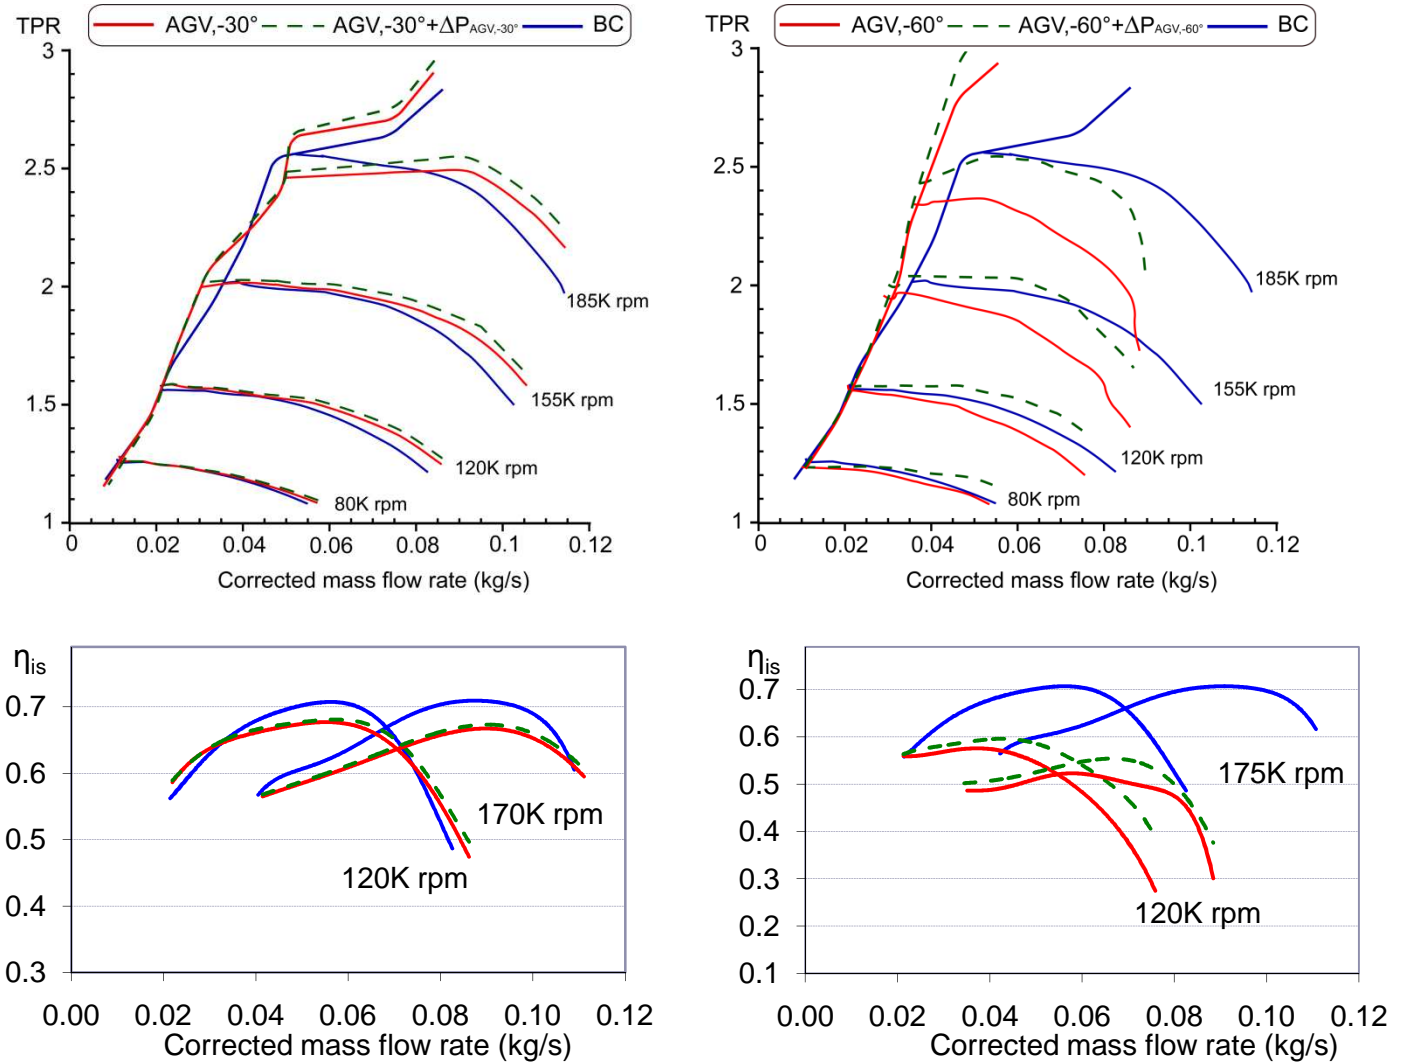 TPR AGV,-30° AGV,-30°+ΔPAGV,-30° BC
3
2.5
2
1.5
1
185K rpm
155K rpm
120K rpm
80K rpm
0 0.02 0.04 0.06 0.08 0.1 0.12
Corrected mass flow rate (kg/s)
TPR AGV,-60° AGV,-60°+ΔPAGV,-60° BC
3
2.5
2
1.5
1
185K rpm
155K rpm
120K rpm
80K rpm
0 0.02 0.04 0.06 0.08 0.1 0.12
Corrected mass flow rate (kg/s)
ηis
0.7
0.6
0.5
0.4
0.3
170K rpm
120K rpm
0.00 0.02 0.04 0.06 0.08 0.10 0.12
Corrected mass flow rate (kg/s)
ηis
0.7
0.6
0.5
0.4
0.3
0.2
0.1
175K rpm
120K rpm
0.00 0.02 0.04 0.06 0.08 0.10 0.12
Corrected mass flow rate (kg/s)